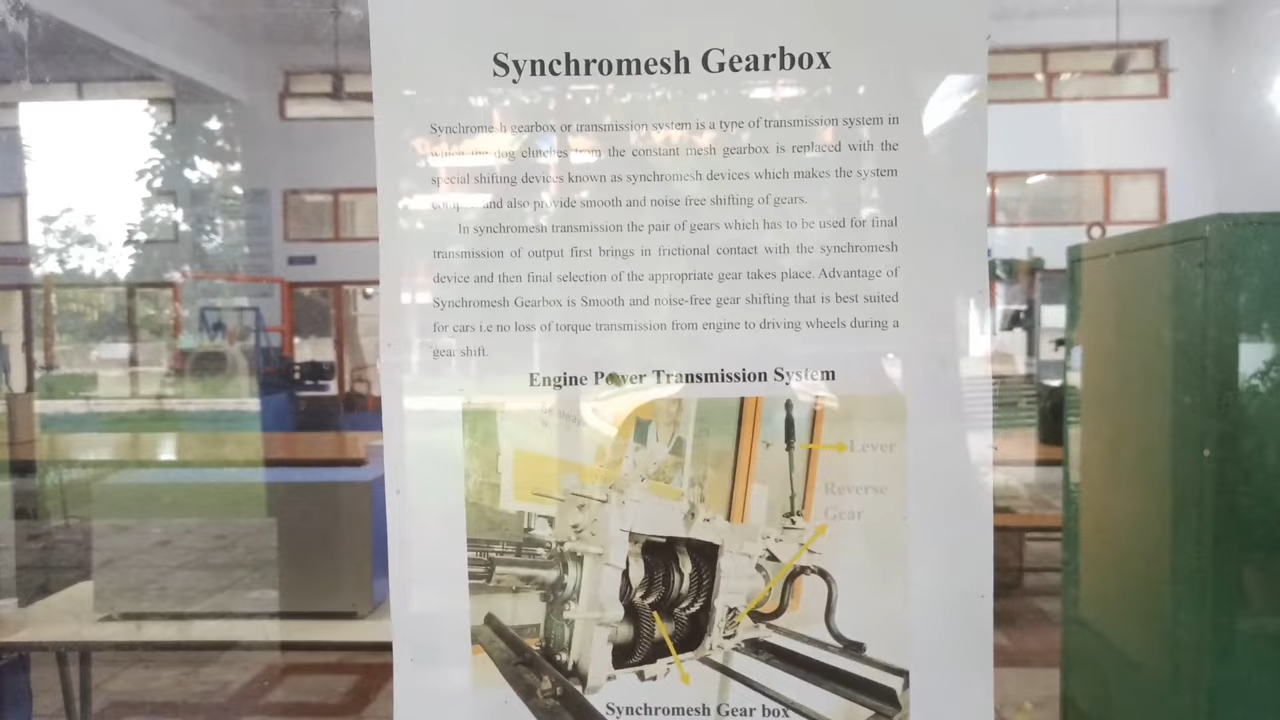 Synchromesh Gearbox
Synchromesh gearbox or transmission system is a type of transmission system in
which the dog clutches from the constant mesh gearbox is replaced with the
special shifting devices known as synchromesh devices which makes the system
and also provide smooth and noise free shifting of gears.
In synchromesh transmission the pair of gears which has to be used for final
transmission of output first brings in frictional contact with the synchromesh
device and then final selection of the appropriate gear takes place. Advantage of
Synchromesh Gearbox is Smooth and noise-free gear shifting that is best suited
for cars i.e no loss of torque transmission from engine to driving wheels during a
gear shift.
Engine Power Transmission System
Lever
Reverse
Gear
Synchromesh Gear box